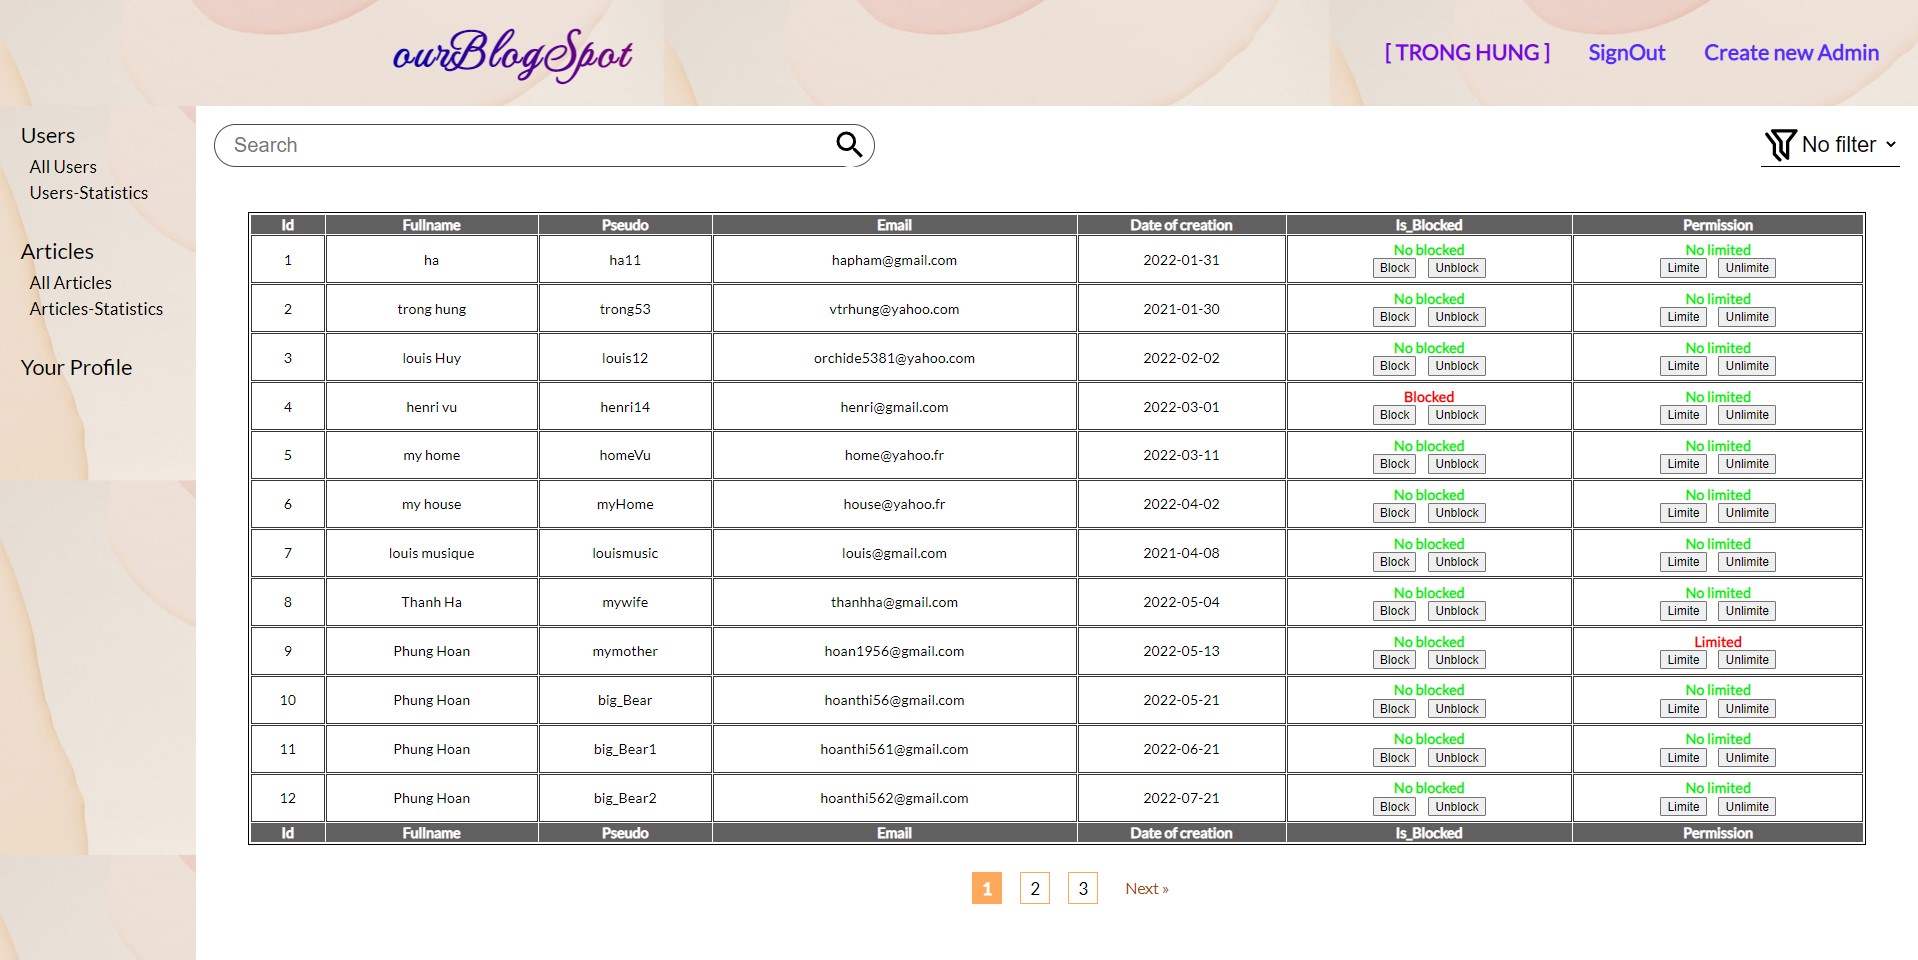 ourBlogSpot
[ TRONG HUNG ] SignOut Create new Admin
Users
All Users
Users-Statistics
Articles
All Articles
Articles-Statistics
Your Profile
Search
No filter
Id Fullname Pseudo Email Date of creation Is_Blocked Permission
No blocked No limited
1 ha ha11 hapham@gmail.com 2022-01-31
Block Unblock Limite Unlimite
No blocked No limited
2 trong hung trong53 vtrhung@yahoo.com 2021-01-30
Block Unblock Limite Unlimite
No blocked No limited
3 louis Huy louis12 orchide5381@yahoo.com 2022-02-02
Block Unblock Limite Unlimite
Blocked No limited
4 henri vu henri14 henri@gmail.com 2022-03-01
Block Unblock Limite Unlimite
No blocked No limited
5 my home homeVu home@yahoo.fr 2022-03-11
Block Unblock Limite Unlimite
No blocked No limited
6 my house myHome house@yahoo.fr 2022-04-02
Block Unblock Limite Unlimite
No blocked No limited
7 louis musique louismusic louis@gmail.com 2021-04-08
Block Unblock Limite Unlimite
No blocked No limited
8 Thanh Ha mywife thanhha@gmail.com 2022-05-04
Block Unblock Limite Unlimite
No blocked Limited
9 Phung Hoan mymother hoan1956@gmail.com 2022-05-13
Block Unblock Limite Unlimite
No blocked No limited
10 Phung Hoan big_Bear hoanthi56@gmail.com 2022-05-21
Block Unblock Limite Unlimite
No blocked No limited
11 Phung Hoan big_Bear1 hoanthi561@gmail.com 2022-06-21
Block Unblock Limite Unlimite
No blocked No limited
12 Phung Hoan big_Bear2 hoanthi562@gmail.com 2022-07-21
Block Unblock Limite Unlimite
Id Fullname Pseudo Email Date of creation Is_Blocked Permission
1 2 3 Next »